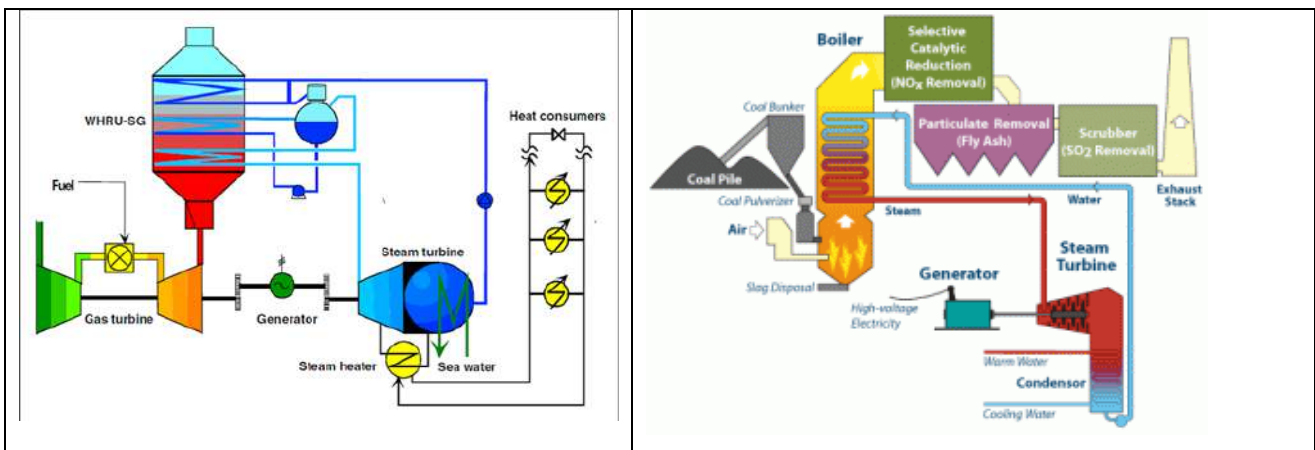 WHRU-SG
Heat consumers
Fuel
Steam turbine
Gas turbine
Generator
Steam heater
Sea water
Boiler
Selective
Catalytic
Reduction
(NOx Removal)
Coal Bunker
Particulate Removal
(Fly Ash)
Scrubber
(SO2 Removal)
Coal Pile
Coal Pulverizer
Steam
Water
Exhaust
Stack
Air
Steam
Turbine
Generator
Slag Disposal
High-voltage
Electricity
Warm Water
Condensor
Cooling Water